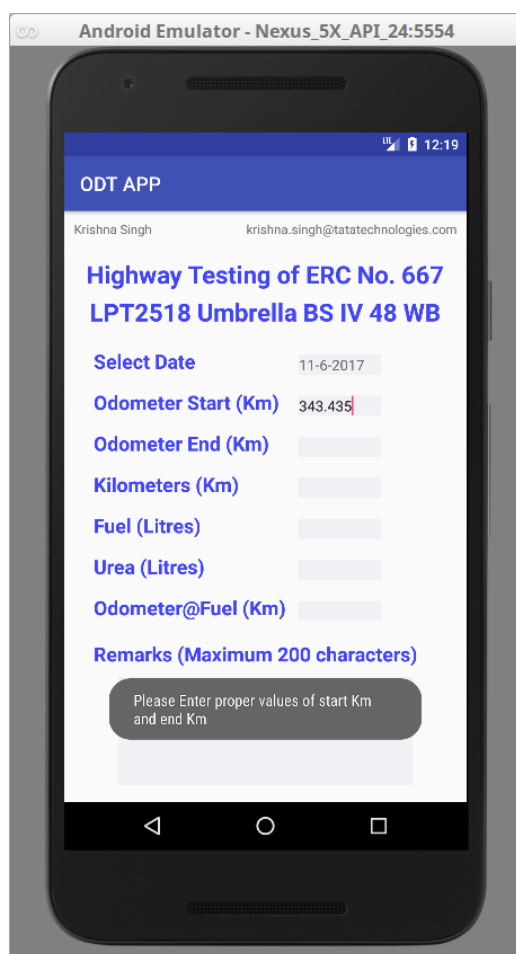 Android Emulator - Nexus_5X_API_24:5554
LTE 12:19
ODT APP
Krishna Singh krishna.singh@tatatechnologies.com
Highway Testing of ERC No. 667
LPT2518 Umbrella BS IV 48 WB
Select Date 11-6-2017
Odometer Start (Km) 343.435
Odometer End (Km)
Kilometers (Km)
Fuel (Litres)
Urea (Litres)
Odometer@Fuel (Km)
Remarks (Maximum 200 characters)
Please Enter proper values of start Km
and end Km